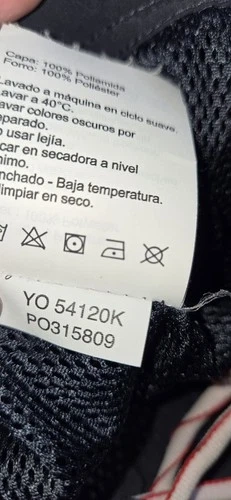 Capa: 100% Poliamida
Forro: 100% Poliéster
Lavado a máquina en ciclo suave.
Lavar a 40°C.
avar colores oscuros por
eparado.
usar lejía.
car en secadora a nivel
nimo.
nchado - Baja temperatura.
limpiar en seco.
YO 54120K
PO315809